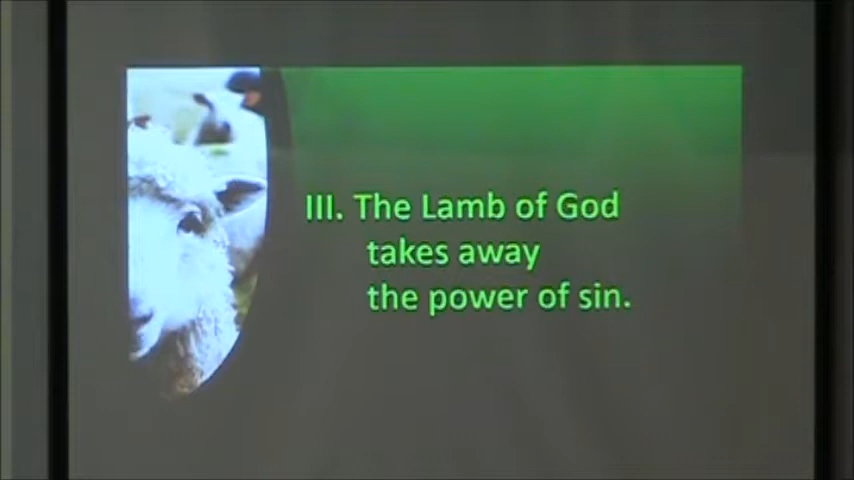 III. The Lamb of God
takes away
the power of sin.